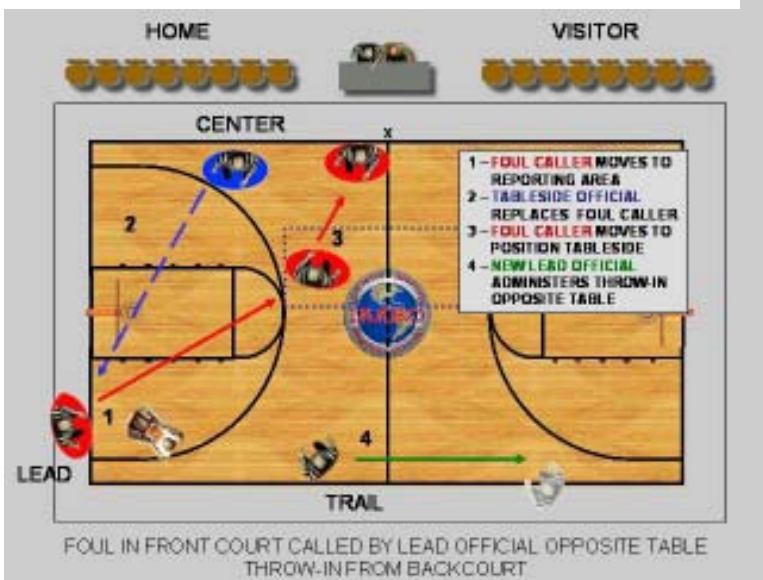 HOME
VISITOR
CENTER
x
1 – FOUL CALLER MOVES TO
REPORTING AREA
2 – TABLESIDE OFFICIAL
REPLACES FOUL CALLER
3 – FOUL CALLER MOVES TO
POSITION TABLESIDE
4 – NEW LEAD OFFICIAL
ADMINISTERS THROW-IN
OPPOSITE TABLE
2
3
1
4
LEAD
TRAIL
FOUL IN FRONT COURT CALLED BY LEAD OFFICIAL OPPOSITE TABLE
THROW-IN FROM BACKCOURT